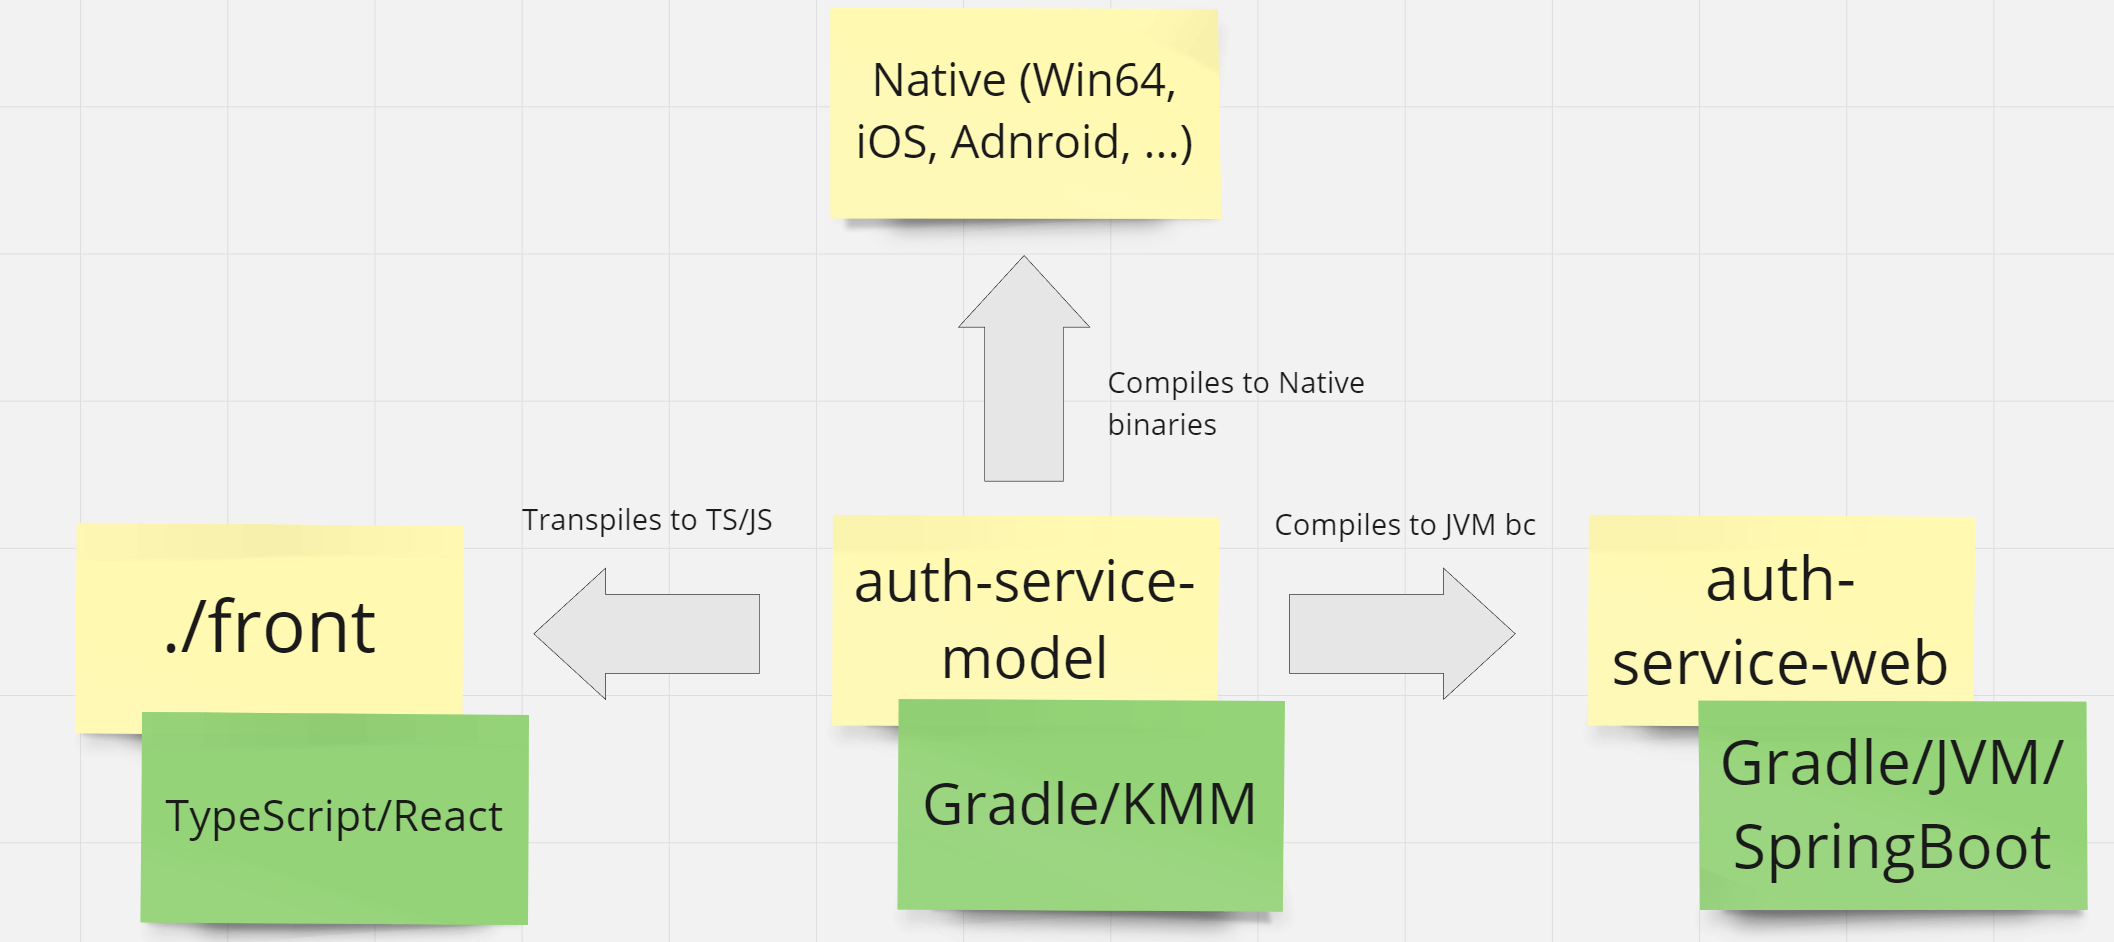 Native (Win64,
iOS, Adnroid, ...)
Compiles to Native
binaries
Transpiles to TS/JS
Compiles to JVM bc
./front
auth-service-
model
auth-
service-web
TypeScript/React
Gradle/KMM
Gradle/JVM/
SpringBoot